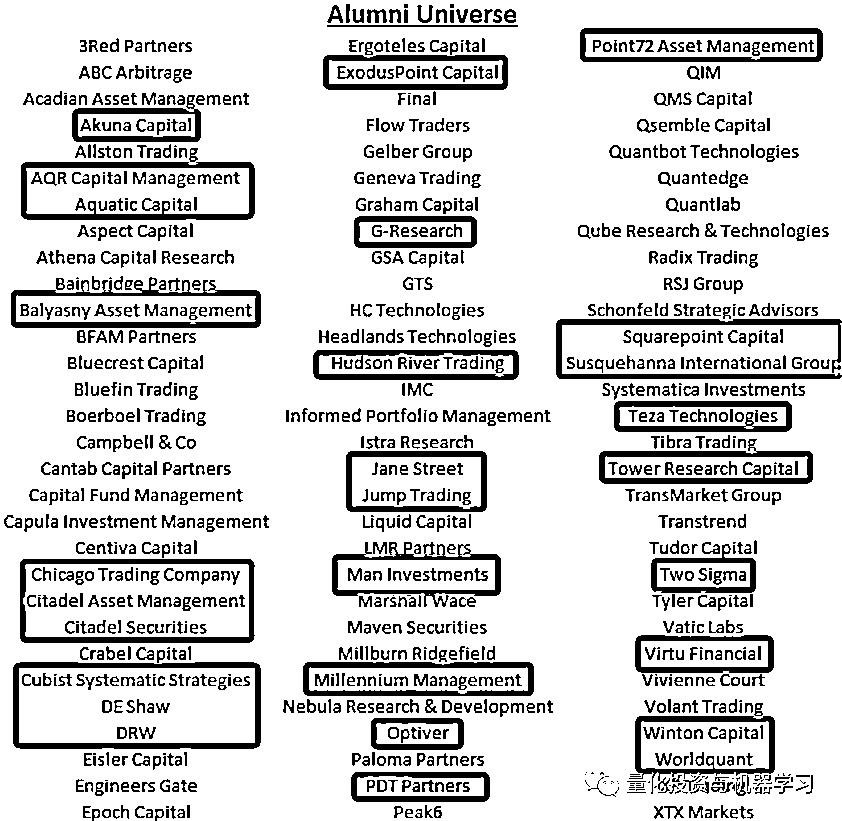 Alumni Universe
3Red Partners
ABC Arbitrage
Acadian Asset Management
Akuna Capital
Allston Trading
AQR Capital Management
Aquatic Capital
Aspect Capital
Athena Capital Research
Bainbridge Partners
Balyasny Asset Management
BFAM Partners
Bluecrest Capital
Bluefin Trading
Boerboel Trading
Campbell & Co
Cantab Capital Partners
Capital Fund Management
Capula Investment Management
Centiva Capital
Chicago Trading Company
Citadel Asset Management
Citadel Securities
Crabel Capital
Cubist Systematic Strategies
DE Shaw
DRW
Eisler Capital
Engineers Gate
Epoch Capital
Ergoteles Capital
ExodusPoint Capital
Final
Flow Traders
Gelber Group
Geneva Trading
Graham Capital
G-Research
GSA Capital
GTS
HC Technologies
Headlands Technologies
Hudson River Trading
IMC
Informed Portfolio Management
Istra Research
Jane Street
Jump Trading
Liquid Capital
LMR Partners
Man Investments
Marshall Wace
Maven Securities
Millburn Ridgefield
Millennium Management
Nebula Research & Development
Optiver
Paloma Partners
PDT Partners
Peak6
Point72 Asset Management
QIM
QMS Capital
Qsemble Capital
Quantbot Technologies
Quantedge
Quantlab
Qube Research & Technologies
Radix Trading
RSJ Group
Schonfeld Strategic Advisors
Squarepoint Capital
Susquehanna International Group
Systematica Investments
Teza Technologies
Tibra Trading
Tower Research Capital
TransMarket Group
Transtrend
Tudor Capital
Two Sigma
Tyler Capital
Vatic Labs
Virtu Financial
Vivienne Court
Volant Trading
Winton Capital
Worldquant
量化投资与机器学习
XTX Markets